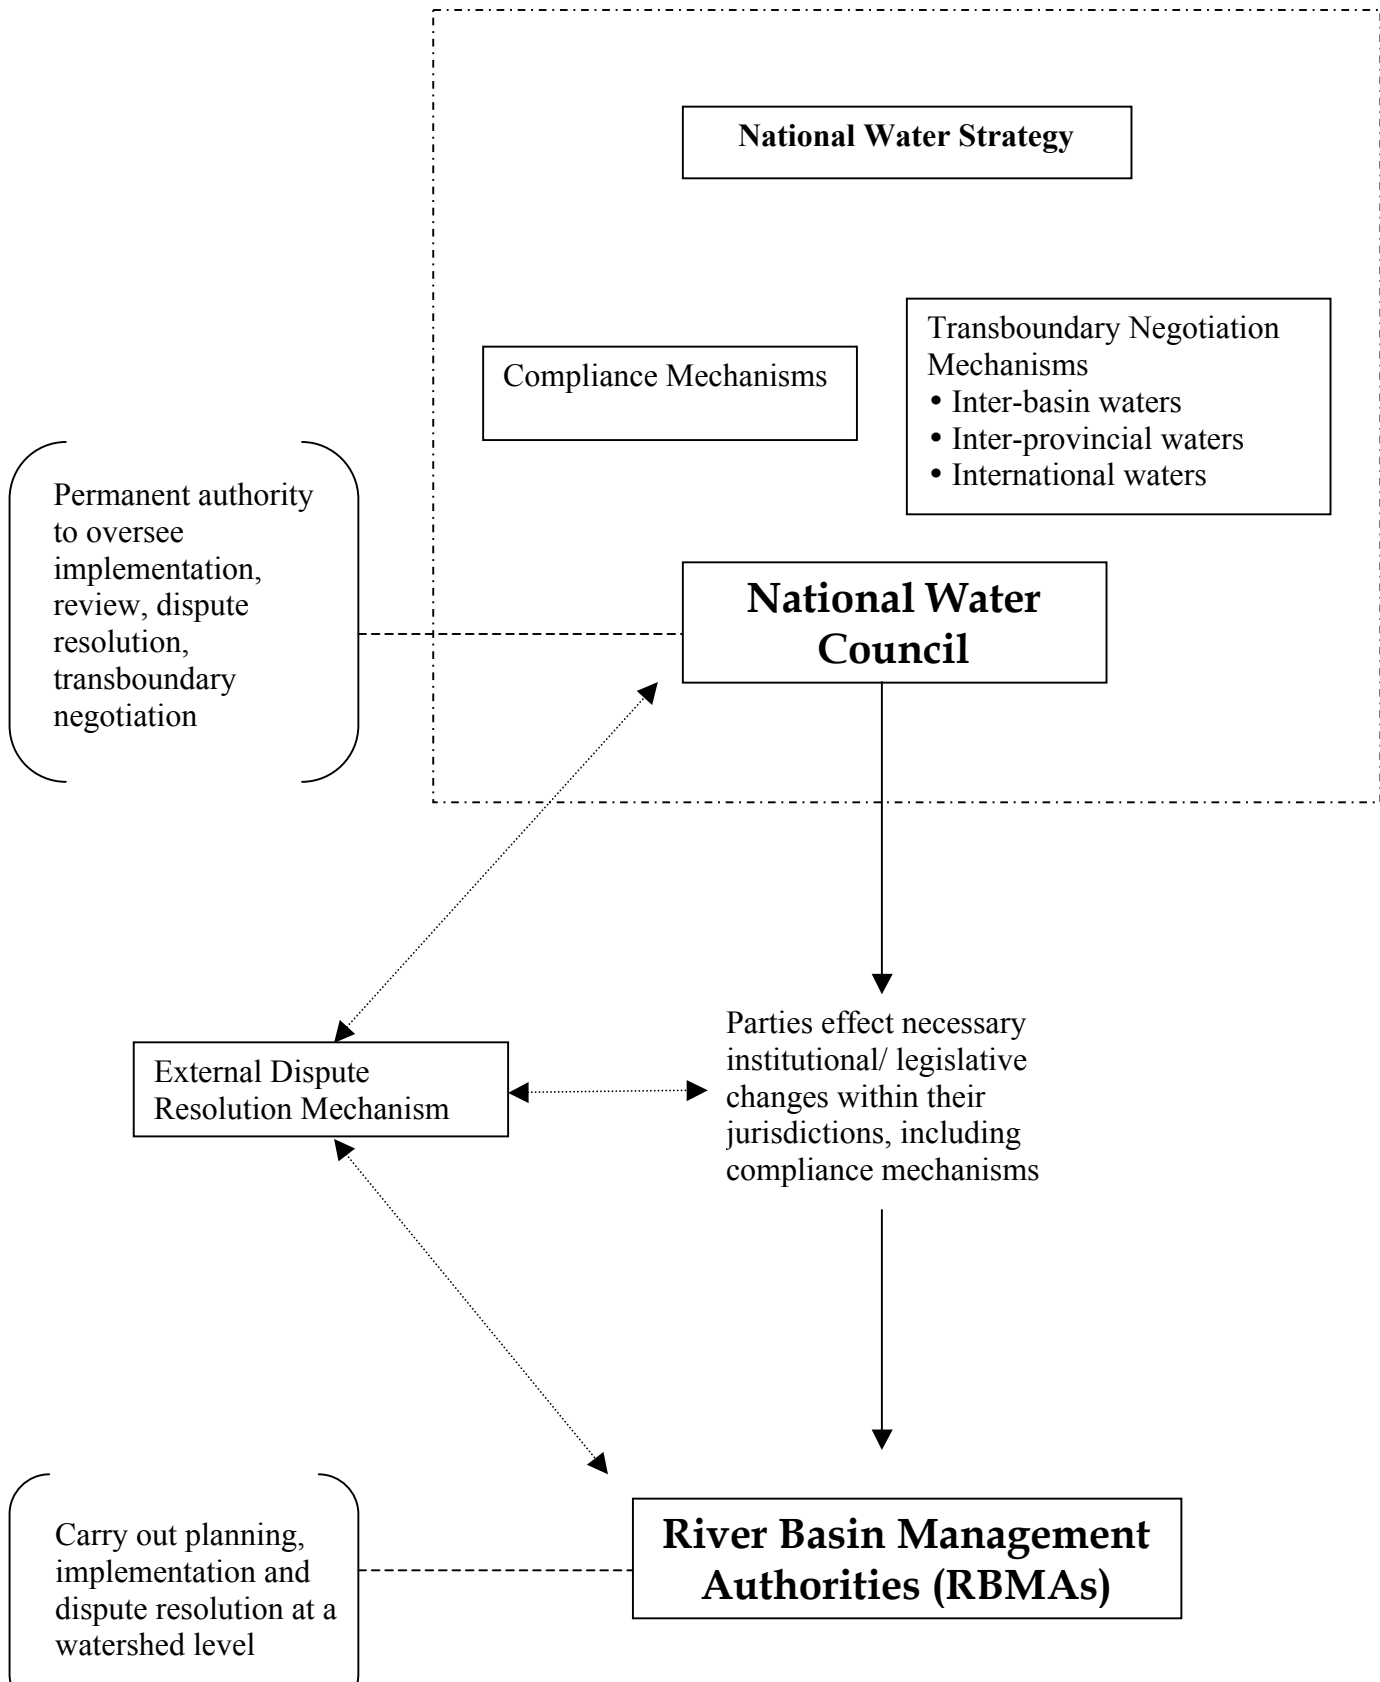 National Water Strategy
Transboundary Negotiation
Mechanisms
• Inter-basin waters
• Inter-provincial waters
• International waters
Compliance Mechanisms
Permanent authority
to oversee
implementation,
review, dispute
resolution,
transboundary
negotiation
National Water
Council
Parties effect necessary
institutional/ legislative
changes within their
jurisdictions, including
compliance mechanisms
External Dispute
Resolution Mechanism
River Basin Management
Authorities (RBMAs)
Carry out planning,
implementation and
dispute resolution at a
watershed level